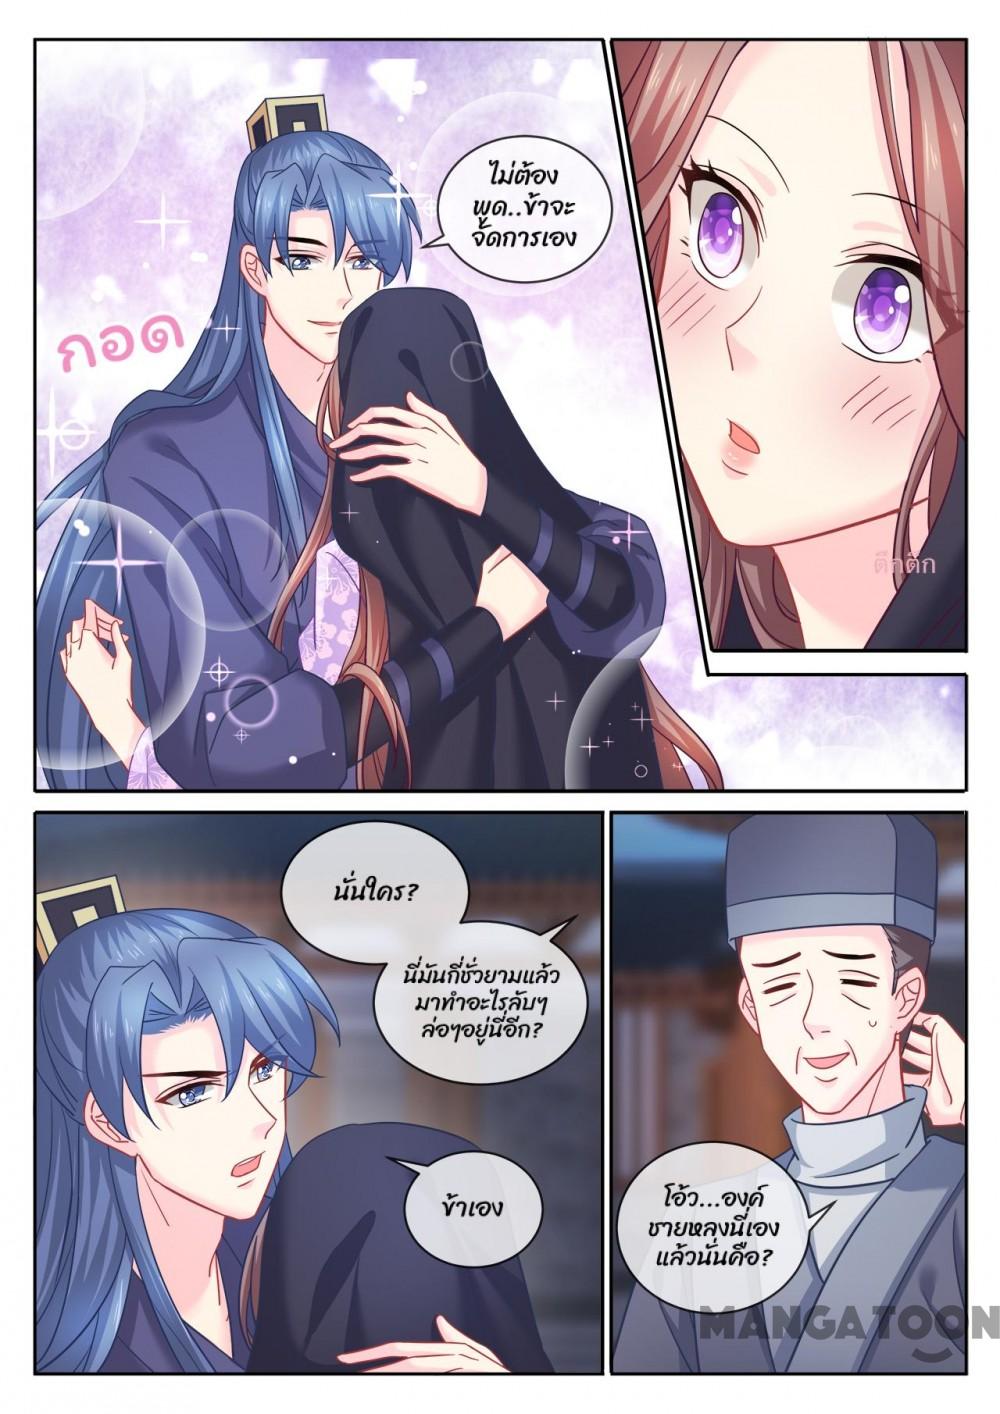 ไม่ต้อง
พูด..ข้าจะ
จัดการเอง
กอด
ตึกตัก
นั่นใคร?
นี่มันกี่ชั่วยามแล้ว
มาทำอะไรลับๆ
ล่อๆอยู่นี่อีก?
ข้าเอง
โอ้ว...องค์
ชายหลงนี่เอง
แล้วนั่นคือ?
MANGATOON